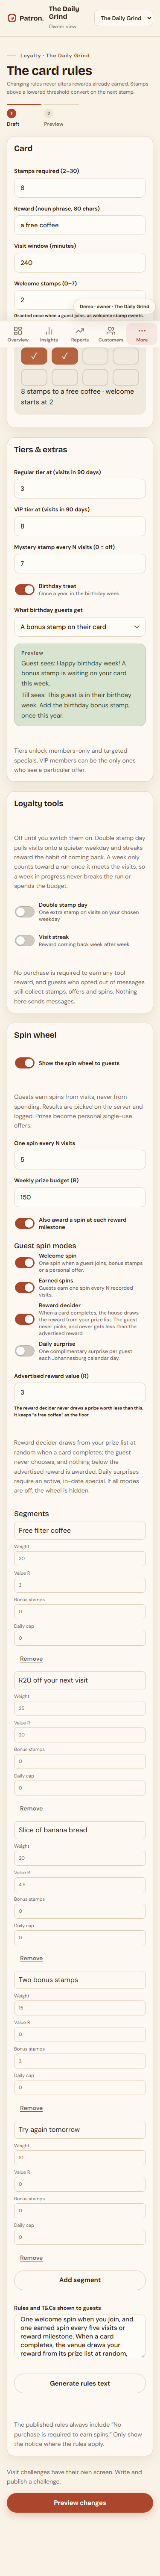 Patron.
The Daily
Grind
Owner view
The Daily Grind
Loyalty · The Daily Grind
The card rules
Changing rules never alters rewards already earned. Stamps
above a lowered threshold convert on the next stamp.
1
2
Draft
Preview
Card
Stamps required (2–30)
8
Reward (noun phrase, 80 chars)
a free coffee
Visit window (minutes)
240
Welcome stamps (0–7)
2
Demo · owner · The Daily Grind
Granted once when a guest joins, as welcome stamp events.
Overview
Insights
Reports
Customers
More
8 stamps to a free coffee · welcome
starts at 2
Tiers & extras
Regular tier at (visits in 90 days)
3
VIP tier at (visits in 90 days)
8
Mystery stamp every N visits (0 = off)
7
Birthday treat
Once a year, in the birthday week
What birthday guests get
A bonus stamp on their card
Preview
Guest sees: Happy birthday week! A
bonus stamp is waiting on your card
this week.
Till sees: This guest is in their birthday
week. Add the birthday bonus stamp,
once this year.
Tiers unlock members-only and targeted
specials. VIP members can be the only ones
who see a particular offer.
Loyalty tools
Off until you switch them on. Double stamp day
pulls visits onto a quieter weekday and streaks
reward the habit of coming back. A week only
counts toward a run once it meets the visits, so
a week in progress never breaks the run or
pushes the budget.
Double stamp day
One extra stamp on visits on your chosen
weekday
Visit streak
Reward coming back week after week
No purchase is required to earn any tool
reward, and guests who opted out of messages
still collect stamps, offers and spins. Nothing
here sends messages.
Spin wheel
Show the spin wheel to guests
Guests earn spins from visits, never from
spending. Results are picked on the server and
logged. Prizes become personal single-use
offers.
One spin every N visits
5
Weekly prize budget (R)
150
Also award a spin at each reward
milestone
Guest spin modes
Welcome spin
One spin when a guest joins, bonus stamps
or a personal offer.
Earned spins
Guests earn one spin every N recorded
visits.
Reward decider
When a card completes, the house draws
the reward from your prize list. The guest
never picks, and never gets less than the
advertised reward.
Daily surprise
One complimentary surprise per guest
each Johannesburg calendar day.
Advertised reward value (R)
3
The reward decider never draws a prize worth less than this.
It keeps "a free coffee" as the floor.
Reward decider draws from your prize list at
random when a card completes; the guest
never chooses, and nothing below the
advertised reward is awarded. Daily surprises
require an active, in-date special. If all modes
are off, the wheel is hidden.
Segments
Free filter coffee
Weight
30
Value R
3
Bonus stamps
0
Daily cap
0
Remove
R20 off your next visit
Weight
25
Value R
20
Bonus stamps
0
Daily cap
0
Remove
Slice of banana bread
Weight
20
Value R
4.5
Bonus stamps
0
Daily cap
0
Remove
Two bonus stamps
Weight
15
Value R
0
Bonus stamps
2
Daily cap
0
Remove
Try again tomorrow
Weight
10
Value R
0
Bonus stamps
0
Daily cap
0
Remove
Add segment
Rules and T&Cs shown to guests
One welcome spin when you join, and
one earned spin every five visits or
reward milestone. When a card
completes, the venue draws your
reward from its prize list at random,
Generate rules text
The published rules always include "No
purchase is required to earn spins." Only show
the notice where the rules apply.
Visit challenges have their own screen. Write and
publish a challenge.
Preview changes